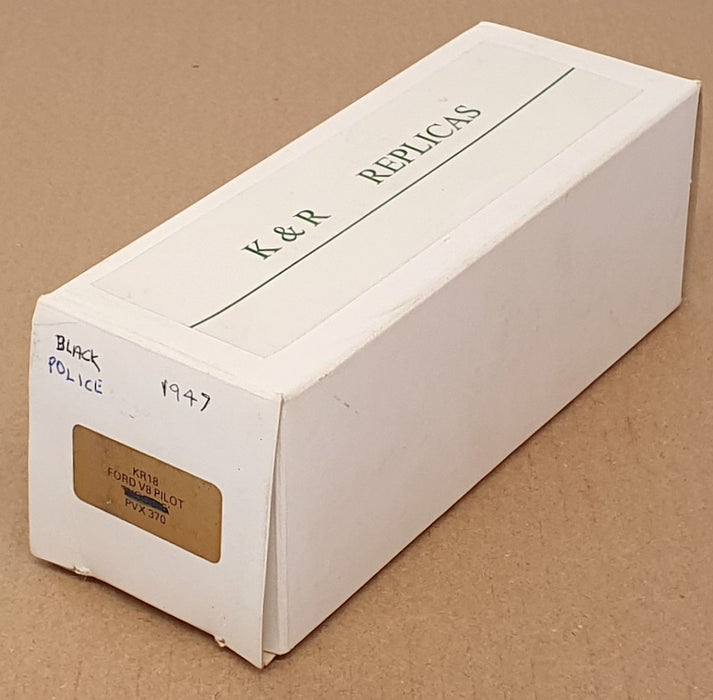 K & R REPLICAS
BLACK
POLICE
1947
KR18
FORD V8 PILOT
PVX 370